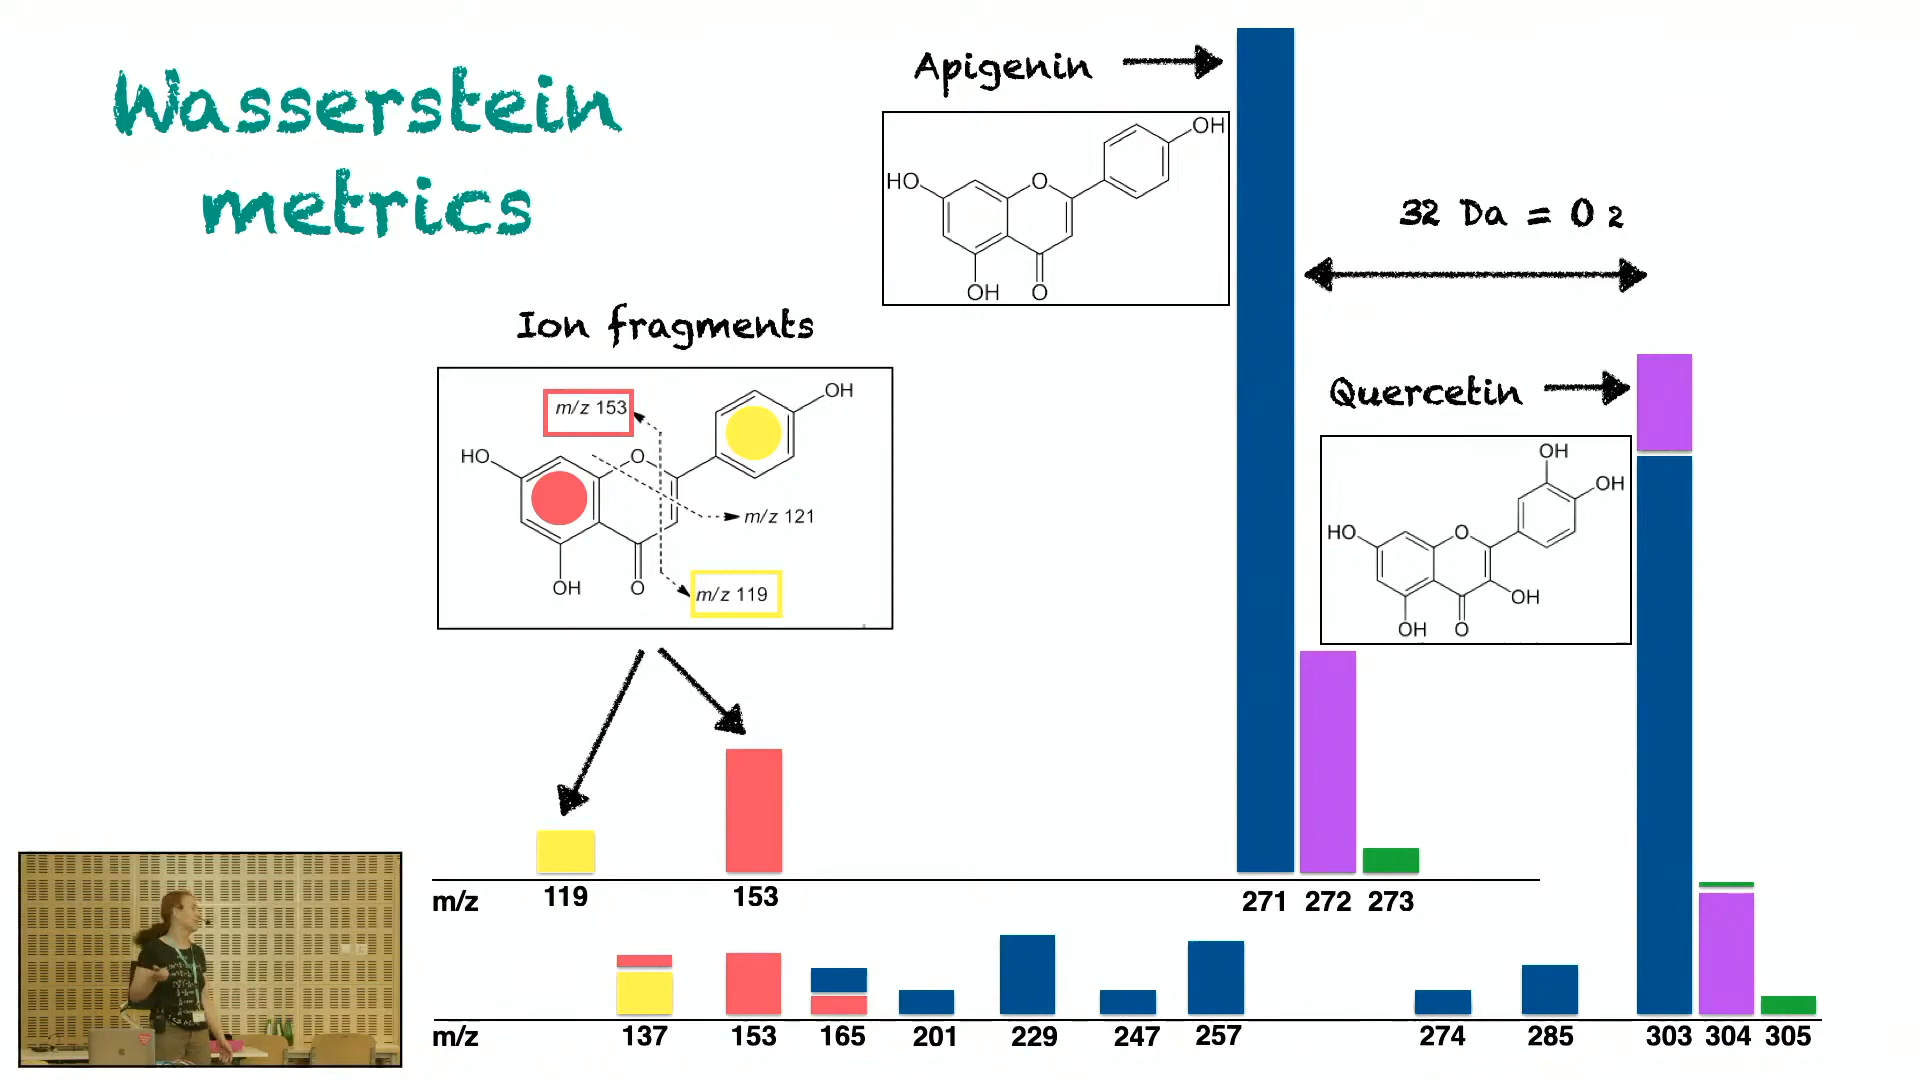 Wasserstein
metrics
Apigenin
OH
HO
O
OH
O
32 Da = O 2
Ion fragments
m/z 153
OH
HO
O
m/z 121
OH
O
m/z 119
Quercetin
OH
OH
HO
O
OH
OH
O
m/z 119 153 271 272 273
m/z 137 153 165 201 229 247 257 274 285 303 304 305